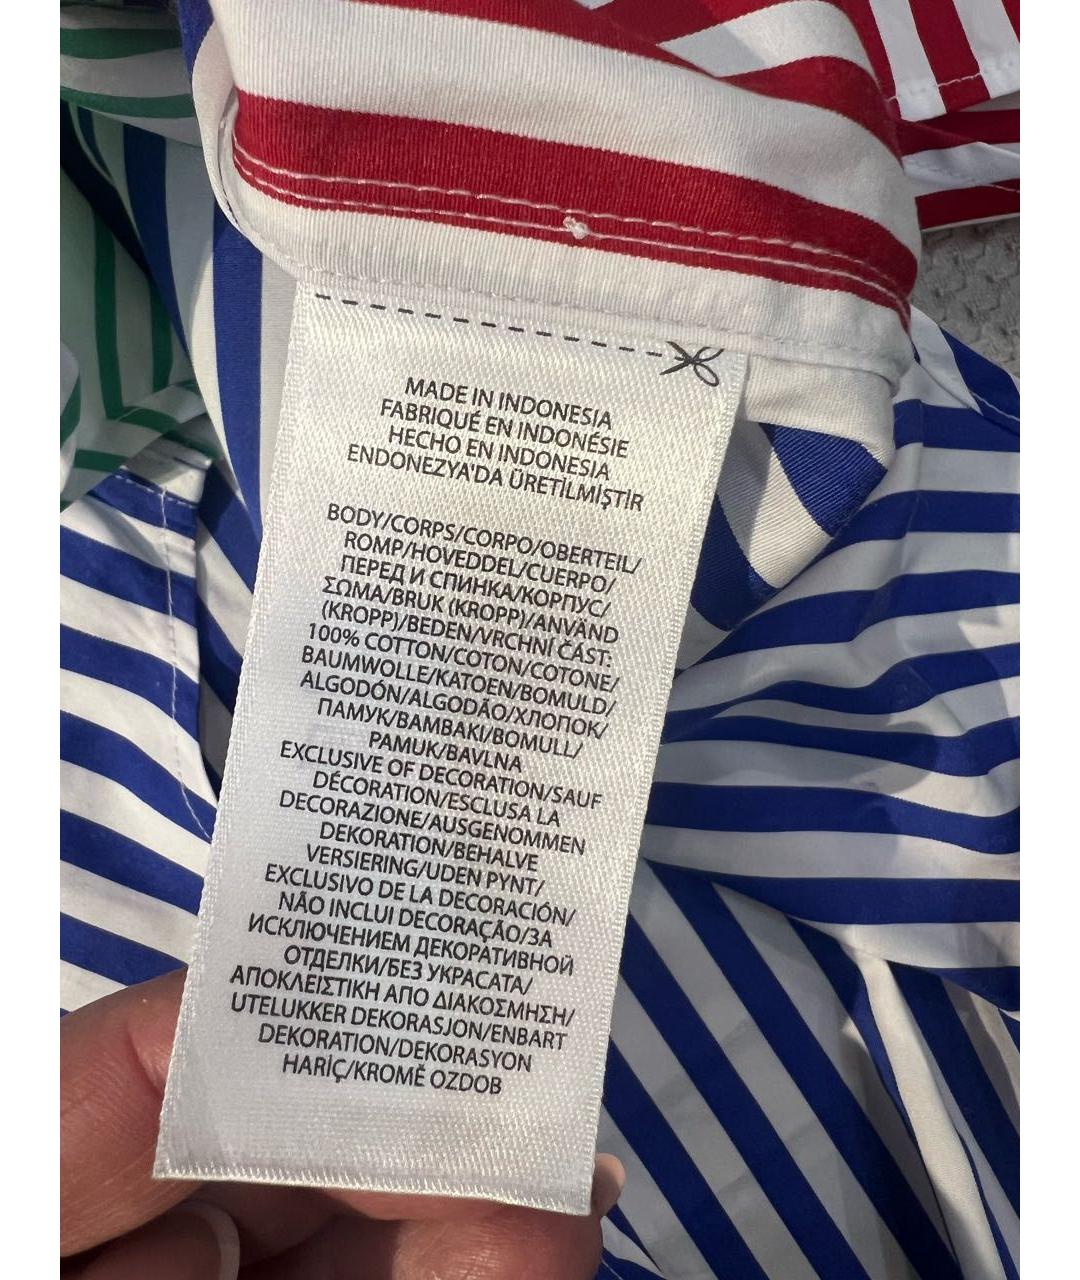 MADE IN INDONESIA
FABRIQUÉ EN INDONÉSIE
HECHO EN INDONESIA
ENDONEZYA'DA ÜRETİLMİŞTİR
BODY/CORPS/CORPO/OBERTEIL/
ROMP/HOVEDDEL/CUERPO/
ПЕРЕД И СПИНКА/КОРПУС/
ΣΩΜΑ/BRUK (KROPP)/ANVÄND
(KROPP)/BEDEN/VRCHNÍ ČÁST:
100% COTTON/COTON/COTONE/
BAUMWOLLE/KATOEN/BOMULD/
ALGODÓN/ALGODÃO/ХЛОПОК/
ПАМУК/ΒΑΜΒΑΚΙ/BOMULL/
PAMUK/BAVLNA
EXCLUSIVE OF DECORATION/SAUF
DÉCORATION/ESCLUSA LA
DECORAZIONE/AUSGENOMMEN
DEKORATION/BEHALVE
VERSIERING/UDEN PYNT/
EXCLUSIVO DE LA DECORACIÓN/
NÃO INCLUI DECORAÇÃO/ЗА
ИСКЛЮЧЕНИЕМ ДЕКОРАТИВНОЙ
ОТДЕЛКИ/БЕЗ УКРАСАТА/
ΑΠΟΚΛΕΙΣΤΙΚΗ ΑΠΟ ΔΙΑΚΟΣΜΗΣΗ/
UTELUKKER DEKORASJON/ENBART
DEKORATION/DEKORASYON
HARİÇ/KROMĚ OZDOB